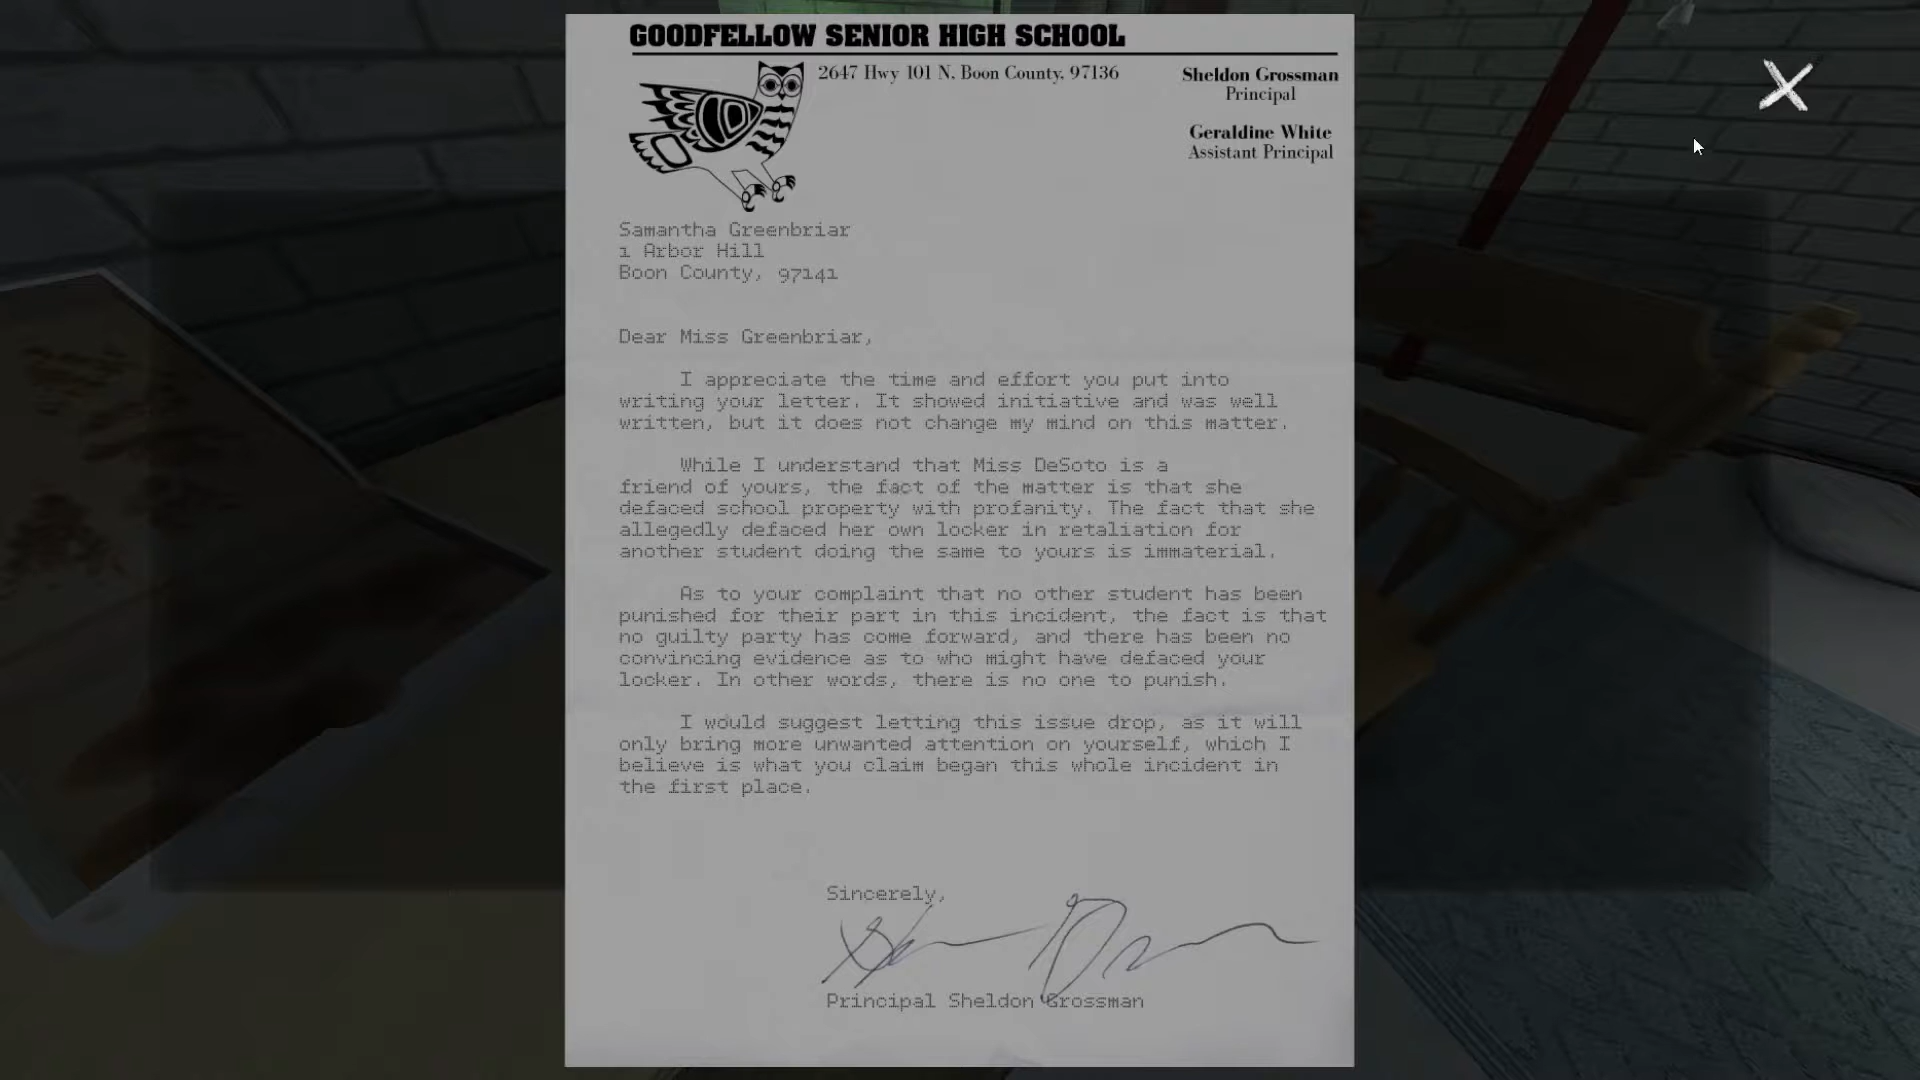 GOODFELLOW SENIOR HIGH SCHOOL
2647 Hwy 101 N, Boon County, 97136
Sheldon Grossman
Principal
Geraldine White
Assistant Principal
Samantha Greenbriar
1 Arbor Hill
Boon County, 97141
Dear Miss Greenbriar,
I appreciate the time and effort you put into
writing your letter. It showed initiative and was well
written, but it does not change my mind on this matter.
While I understand that Miss DeSoto is a
friend of yours, the fact of the matter is that she
defaced school property with profanity. The fact that she
allegedly defaced her own locker in retaliation for
another student doing the same to yours is immaterial.
As to your complaint that no other student has been
punished for their part in this incident, the fact is that
no guilty party has come forward, and there has been no
convincing evidence as to who might have defaced your
locker. In other words, there is no one to punish.
I would suggest letting this issue drop, as it will
only bring more unwanted attention on yourself, which I
believe is what you claim began this whole incident in
the first place.
Sincerely,
Principal Sheldon Grossman